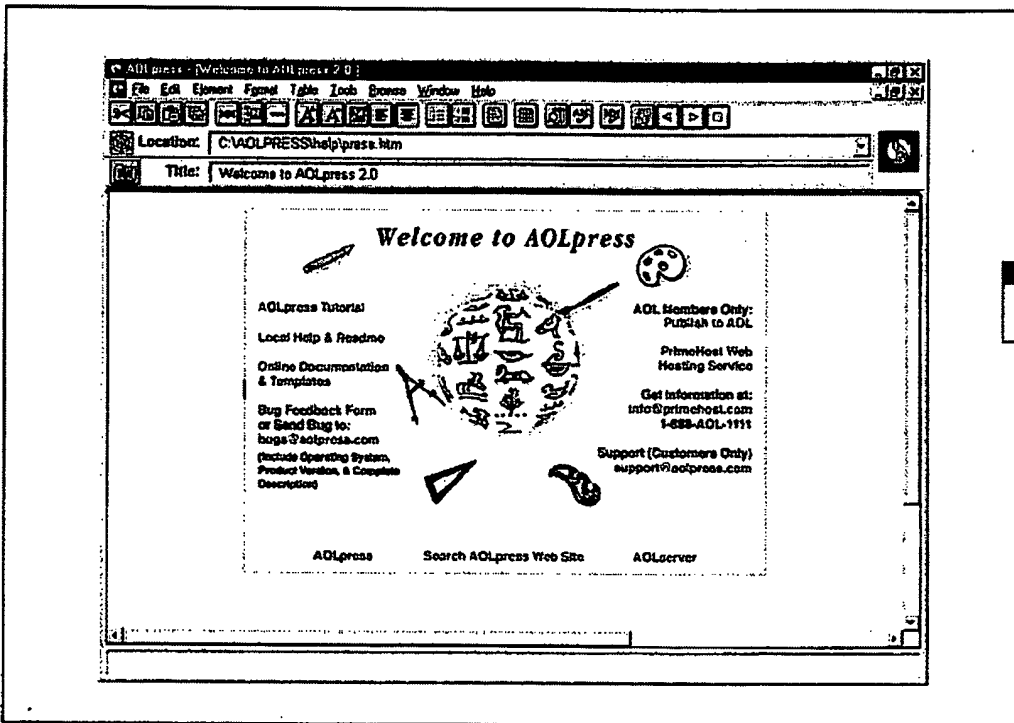 AOLpress - [Welcome to AOLpress 2.0]
File Edit Element Format Table Tools Browse Window Help
Location: C:\AOLPRESS\help\press.htm
Title: Welcome to AOLpress 2.0
Welcome to AOLpress
AOLpress Tutorial
Local Help & Readme
Online Documentation
& Templates
Bug Feedback Form
or Send Bug to:
bugs@aolpress.com
(Include Operating System,
Product Version, & Complete
Description)
AOL Members Only:
Publish to AOL
PrimeHost Web
Hosting Service
Get Information at:
info@primehost.com
1-888-AOL-1111
Support (Customers Only)
support@aolpress.com
AOLpress Search AOLpress Web Site AOLserver